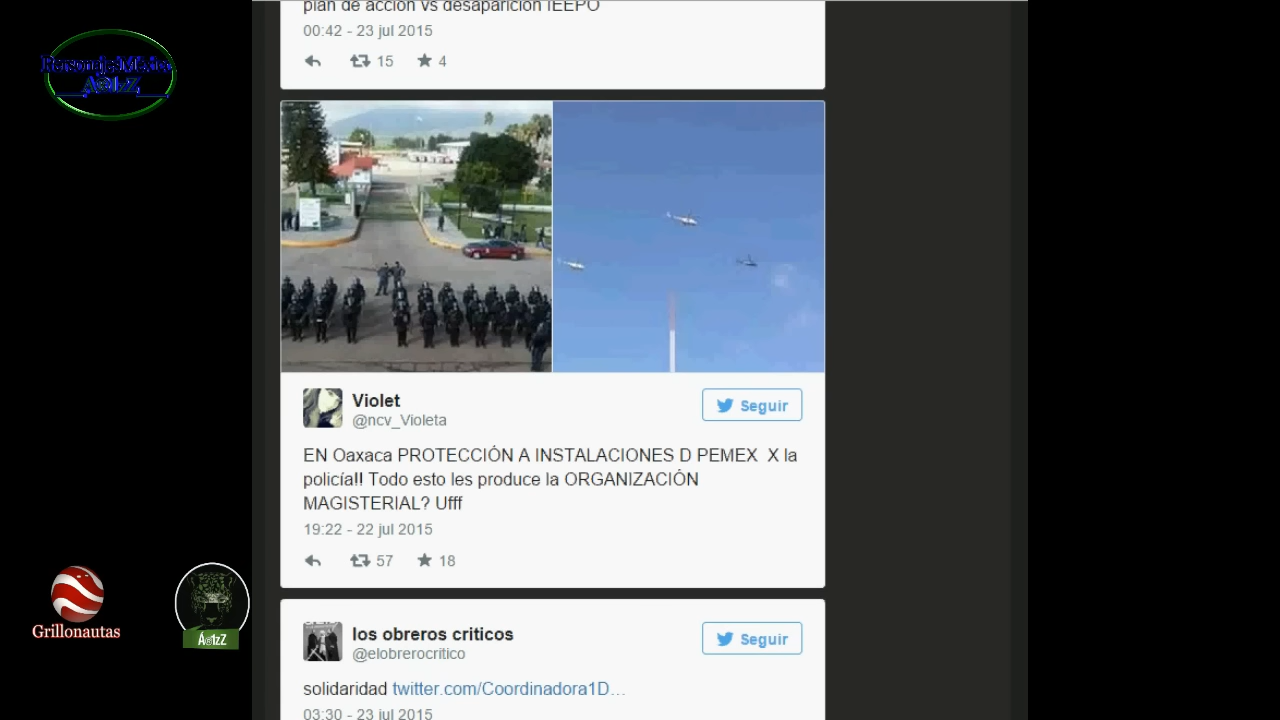 plan de acción vs desaparición IEEPO
00:42 - 23 jul 2015
15 4
Violet
@ncv_Violeta
Seguir
EN Oaxaca PROTECCIÓN A INSTALACIONES D PEMEX X la
policía!! Todo esto les produce la ORGANIZACIÓN
MAGISTERIAL? Ufff
19:22 - 22 jul 2015
57 18
los obreros criticos
@elobrerocritico
Seguir
solidaridad twitter.com/Coordinadora1D…
03:30 - 23 jul 2015
Grillonautas
Á@1zZ